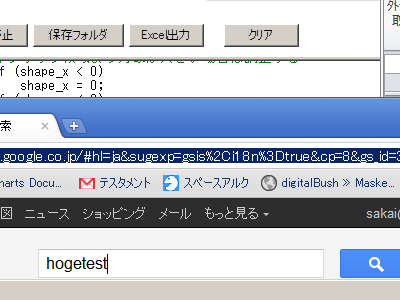 外
止 保存フォルダ Excel出力 クリア
取
if (shape_x < 0)
shape_x = 0;
索
.google.co.jp/#hl=ja&sugexp=gsis%2Ci18n%3Dtrue&cp=8&gs_id=3
harts Docu... テスタメント スペースアルク digitalBush » Maske...
図 ニュース ショッピング メール もっと見る
sakai
hogetest